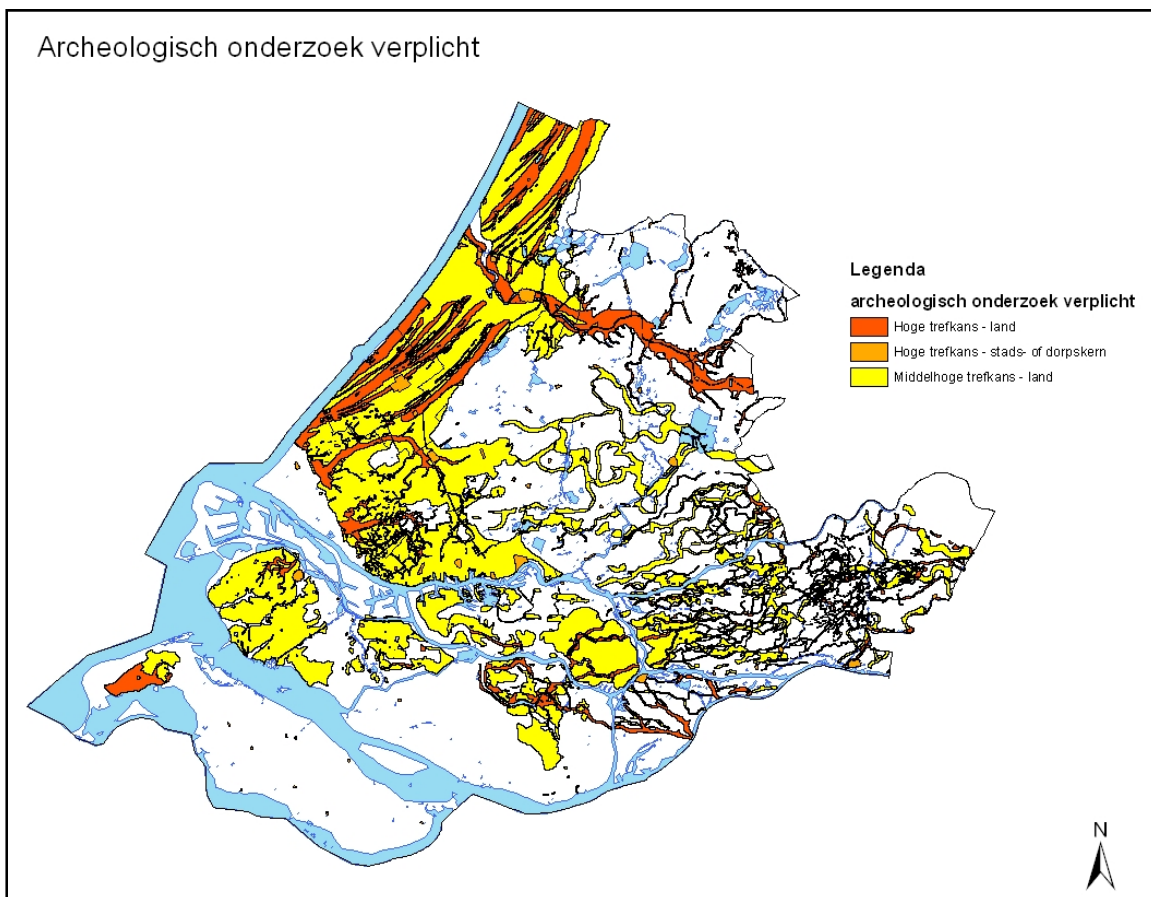 Archeologisch onderzoek verplicht
Legenda
archeologisch onderzoek verplicht
Hoge trefkans - land
Hoge trefkans - stads- of dorpskern
Middelhoge trefkans - land
N